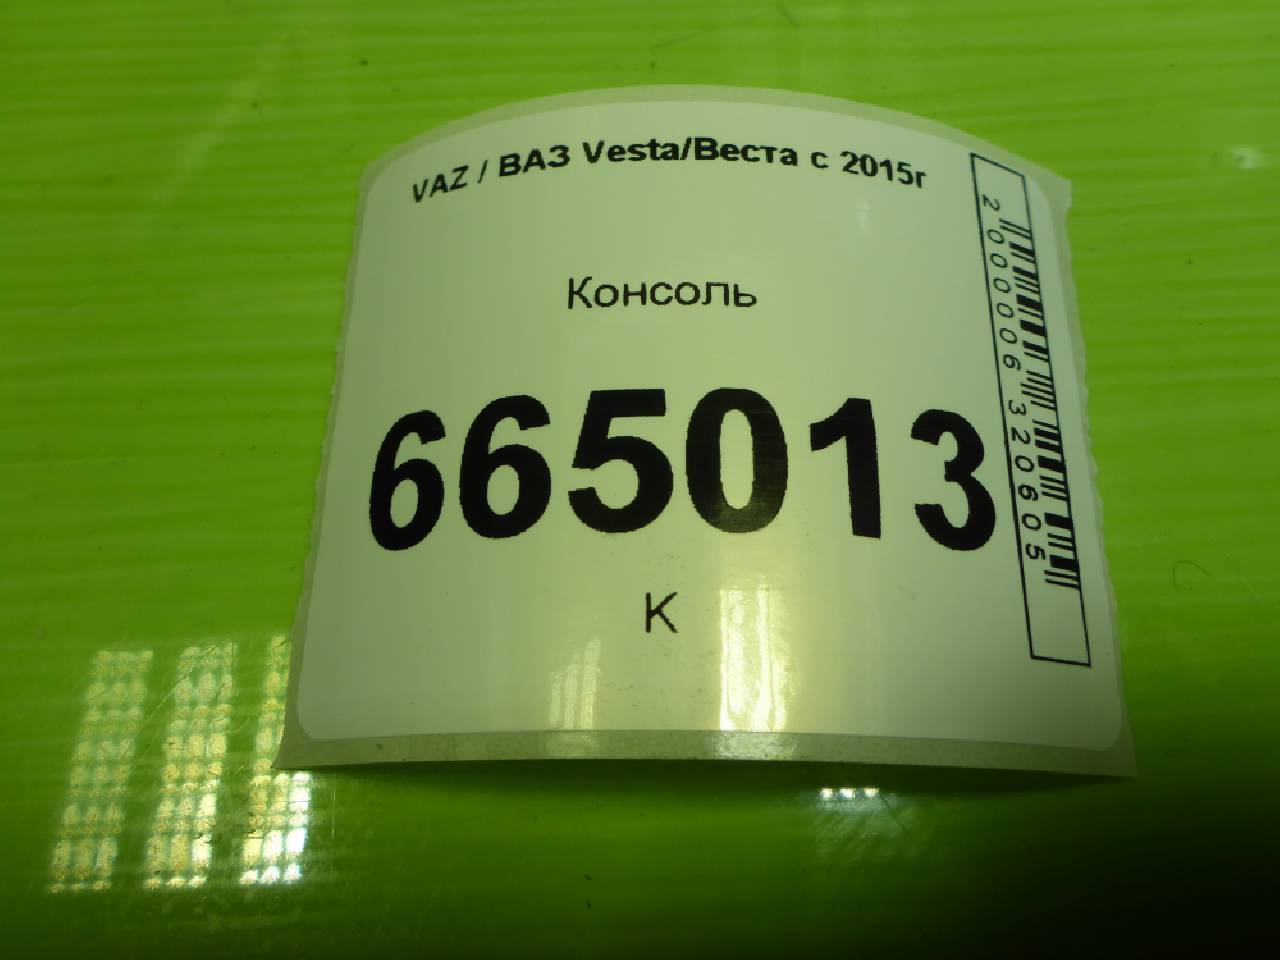 VAZ / ВАЗ Vesta/Веста с 2015г
Консоль
665013
К
2000006320605